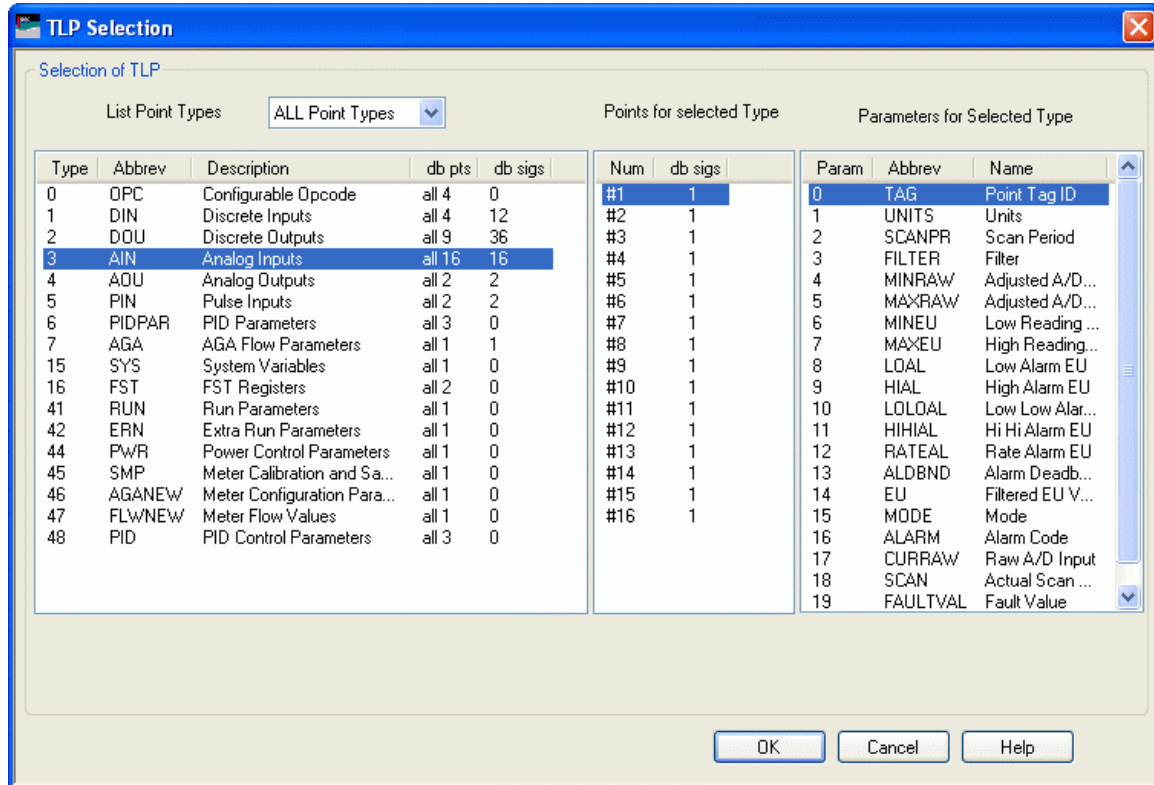 TLP Selection
Selection of TLP
List Point Types ALL Point Types Points for selected Type Parameters for Selected Type
Type Abbrev Description db pts db sigs Num db sigs Param Abbrev Name
0 OPC Configurable Opcode all 4 0 #1 1 0 TAG Point Tag ID
1 DIN Discrete Inputs all 4 12 #2 1 1 UNITS Units
2 DOU Discrete Outputs all 9 36 #3 1 2 SCANPR Scan Period
3 AIN Analog Inputs all 16 16 #4 1 3 FILTER Filter
4 AOU Analog Outputs all 2 2 #5 1 4 MINRAW Adjusted A/D...
5 PIN Pulse Inputs all 2 2 #6 1 5 MAXRAW Adjusted A/D...
6 PIDPAR PID Parameters all 3 0 #7 1 6 MINEU Low Reading ...
7 AGA AGA Flow Parameters all 1 1 #8 1 7 MAXEU High Reading...
15 SYS System Variables all 1 0 #9 1 8 LOAL Low Alarm EU
16 FST FST Registers all 2 0 #10 1 9 HIAL High Alarm EU
41 RUN Run Parameters all 1 0 #11 1 10 LOLOAL Low Low Alar...
42 ERN Extra Run Parameters all 1 0 #12 1 11 HIHIAL Hi Hi Alarm EU
44 PWR Power Control Parameters all 1 0 #13 1 12 RATEAL Rate Alarm EU
45 SMP Meter Calibration and Sa... all 1 0 #14 1 13 ALDBND Alarm Deadb...
46 AGANEW Meter Configuration Para... all 1 0 #15 1 14 EU Filtered EU V...
47 FLWNEW Meter Flow Values all 1 0 #16 1 15 MODE Mode
48 PID PID Control Parameters all 3 0 16 ALARM Alarm Code
17 CURRAW Raw A/D Input
18 SCAN Actual Scan ...
19 FAULTVAL Fault Value
OK Cancel Help